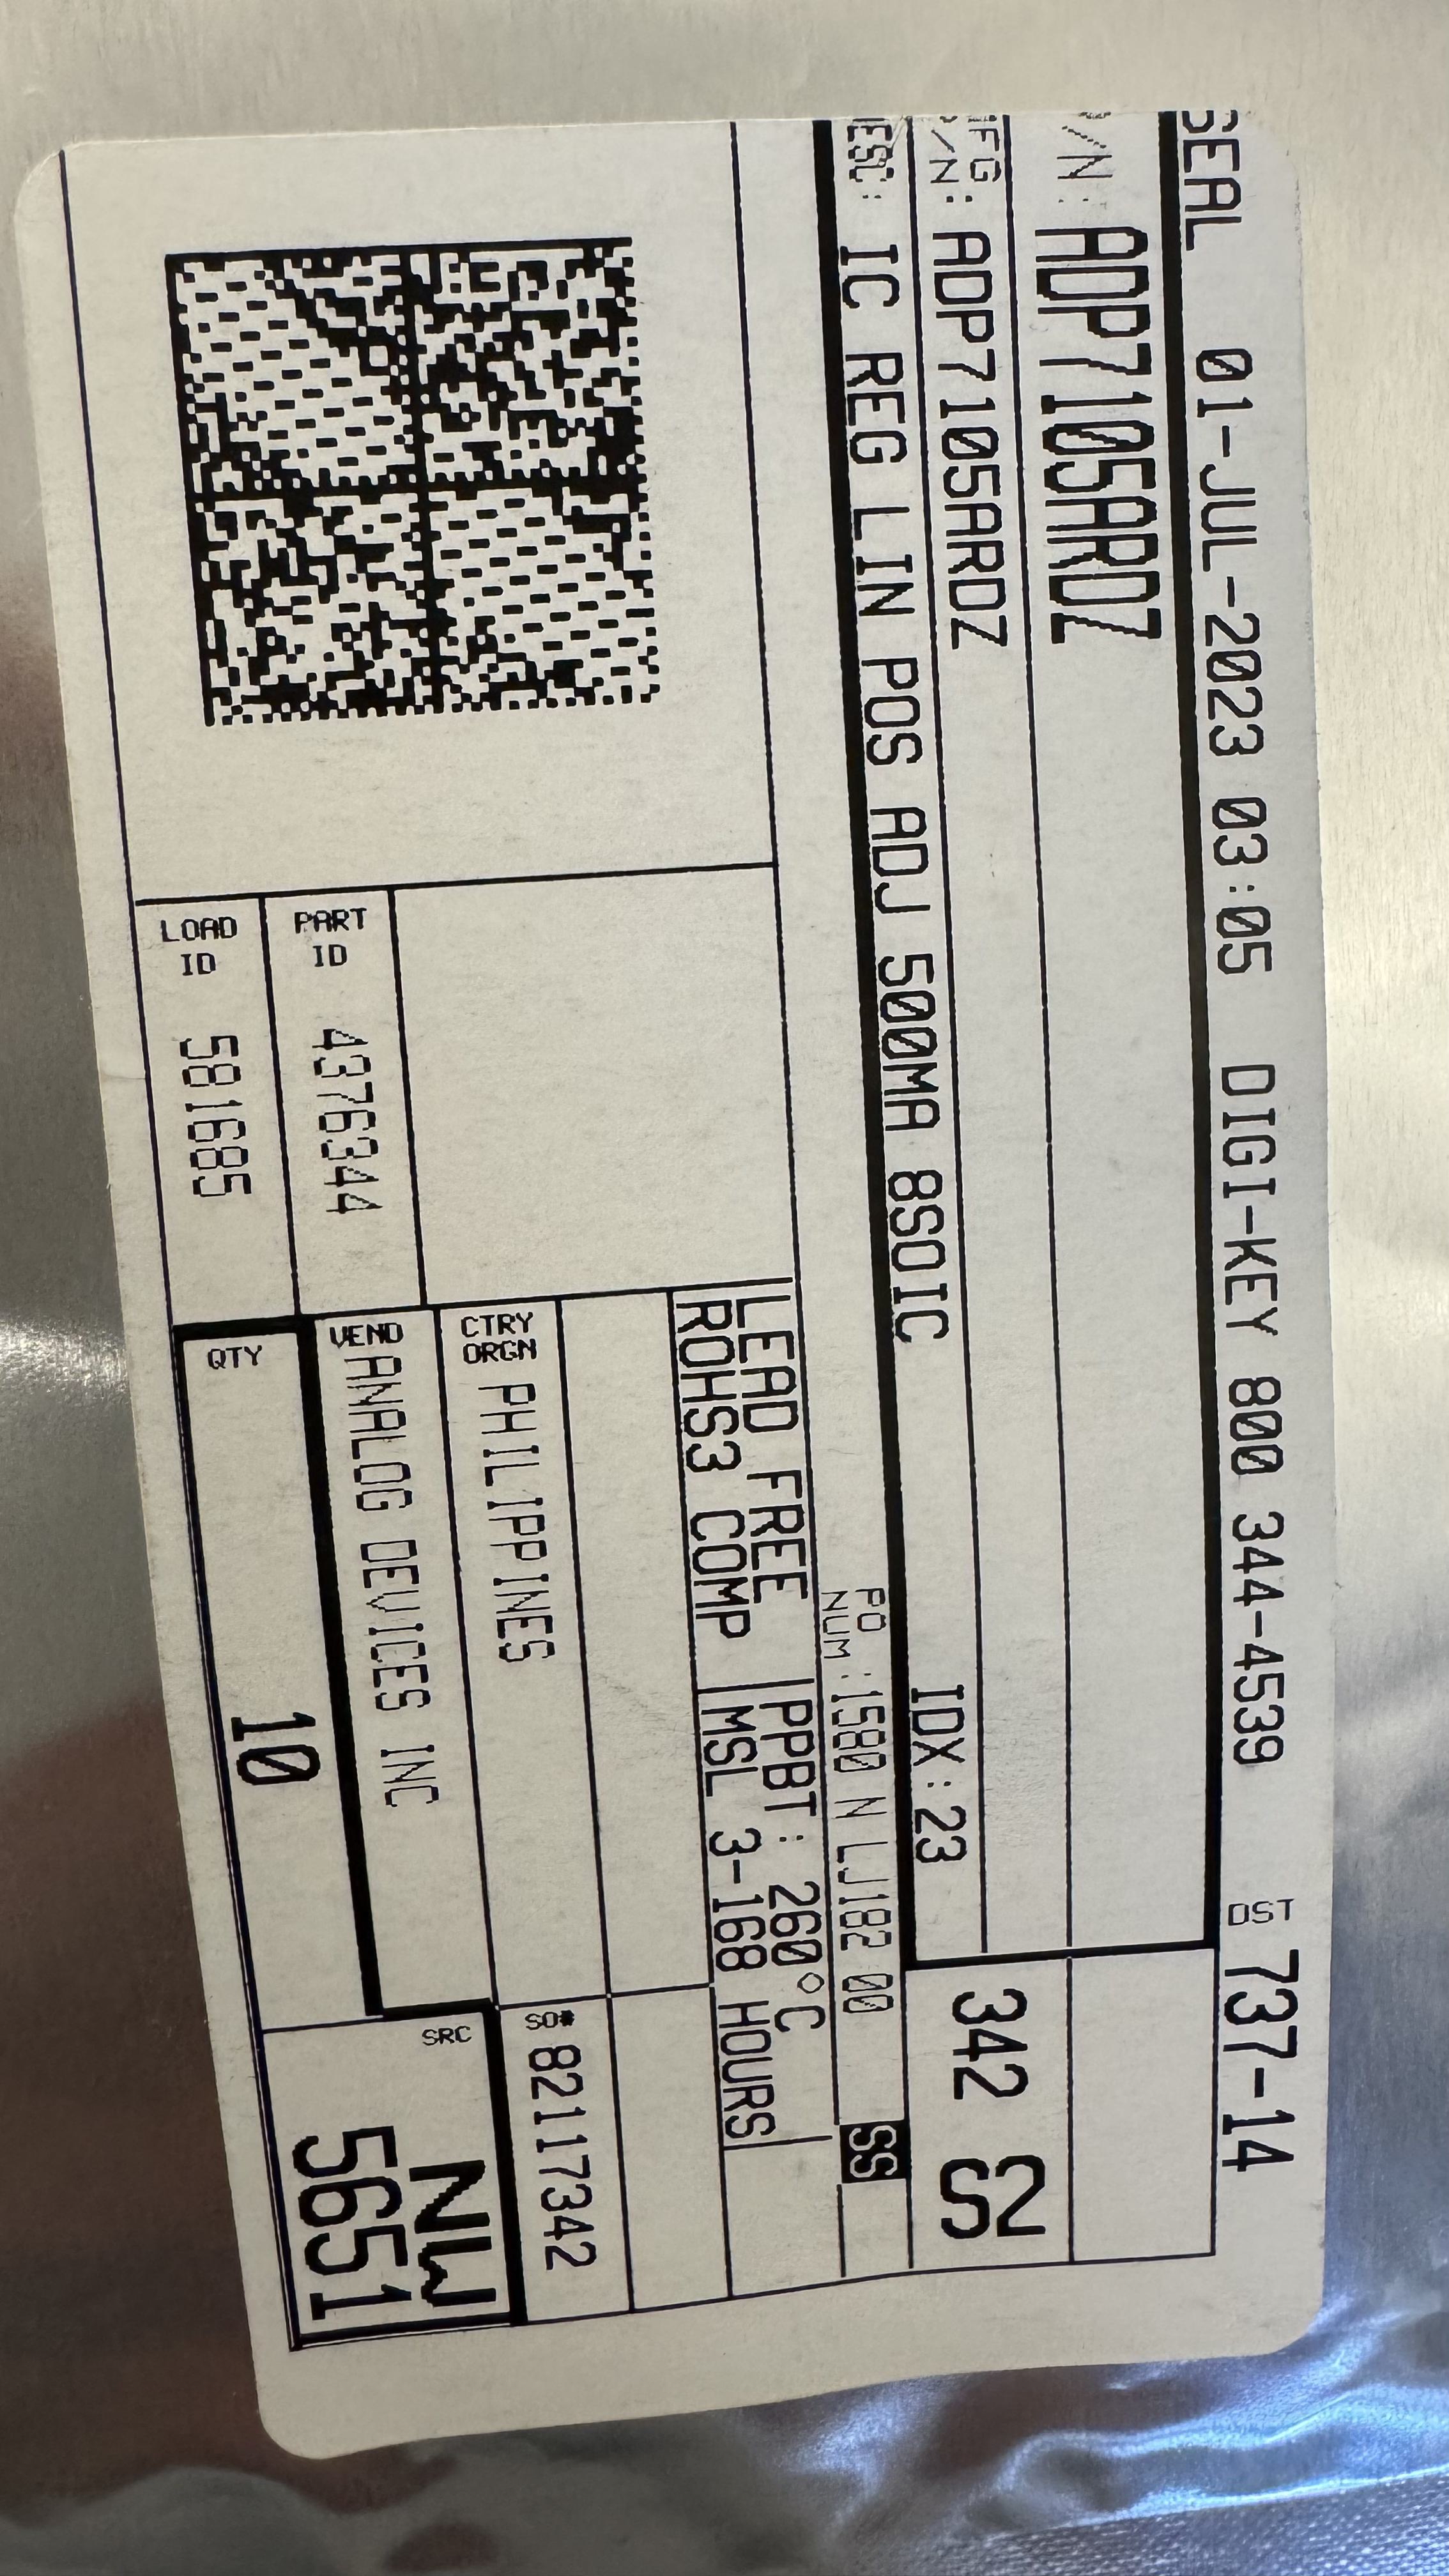 SEAL 01-JUL-2023 03:05 DIGI-KEY 800 344-4539 DST 737-14
P/N: ADP7105ARDZ
MFG P/N: ADP7105ARDZ 342 S2
DESC: IC REG LIN POS ADJ 500MA 8SOIC IDX:23
PO NUM:1580 N LJ182 00 SS
LEAD FREE PPBT: 260°C
ROHS3 COMP MSL 3-168 HOURS
CTRY ORGN PHILIPPINES SO# 82117342
PART ID 4376344 VEND ANALOG DEVICES INC SRC NW
LOAD ID 581685 QTY 10 5651